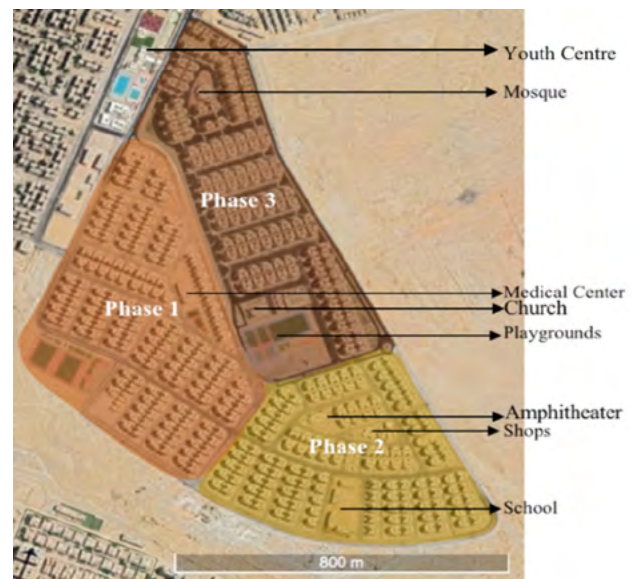 Youth Centre
Mosque
Phase 3
Medical Center
Church
Phase 1
Playgrounds
Amphitheater
Shops
Phase 2
School
800 m